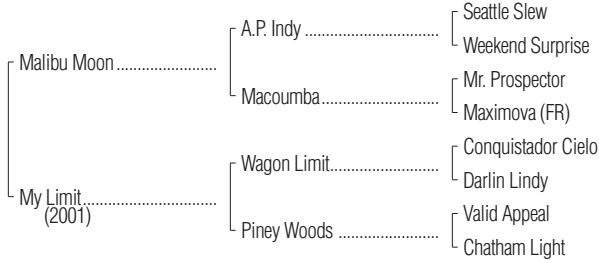 Seattle Slew
A.P. Indy ........................
Weekend Surprise
Malibu Moon ........................
Mr. Prospector
Macoumba ........................
Maximova (FR)
Conquistador Cielo
Wagon Limit ........................
Darlin Lindy
My Limit ................................
(2001)
Valid Appeal
Piney Woods ....................
Chatham Light